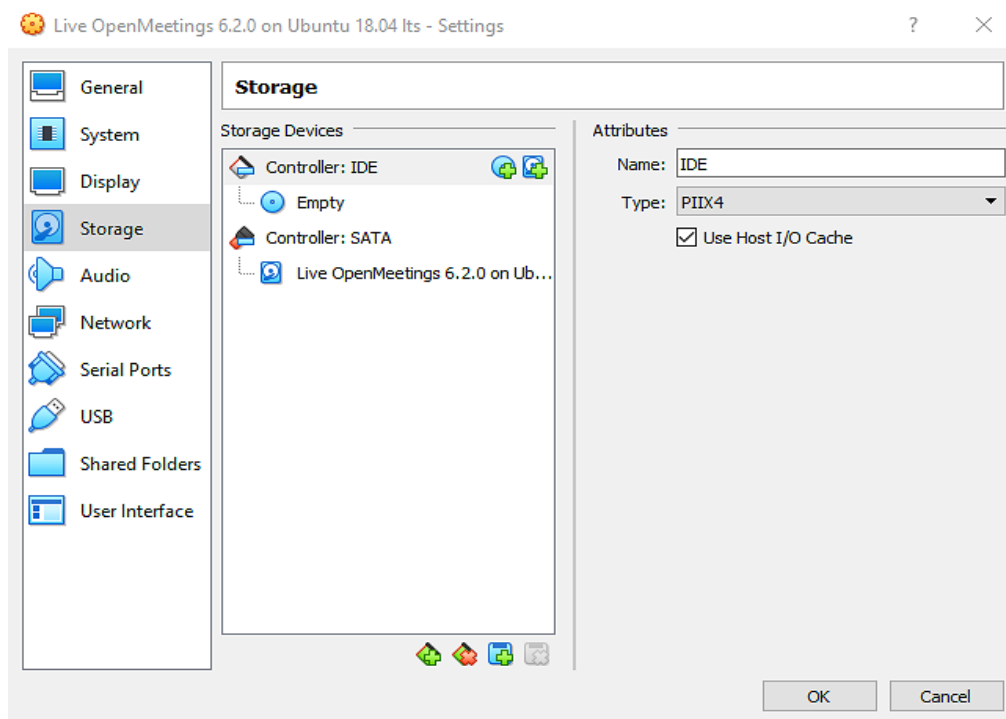 Live OpenMeetings 6.2.0 on Ubuntu 18.04 lts - Settings
?
General
System
Display
Storage
Audio
Network
Serial Ports
USB
Shared Folders
User Interface
Storage
Storage Devices
Controller: IDE
Empty
Controller: SATA
Live OpenMeetings 6.2.0 on Ub...
Attributes
Name: IDE
Type: PIIX4
Use Host I/O Cache
OK
Cancel